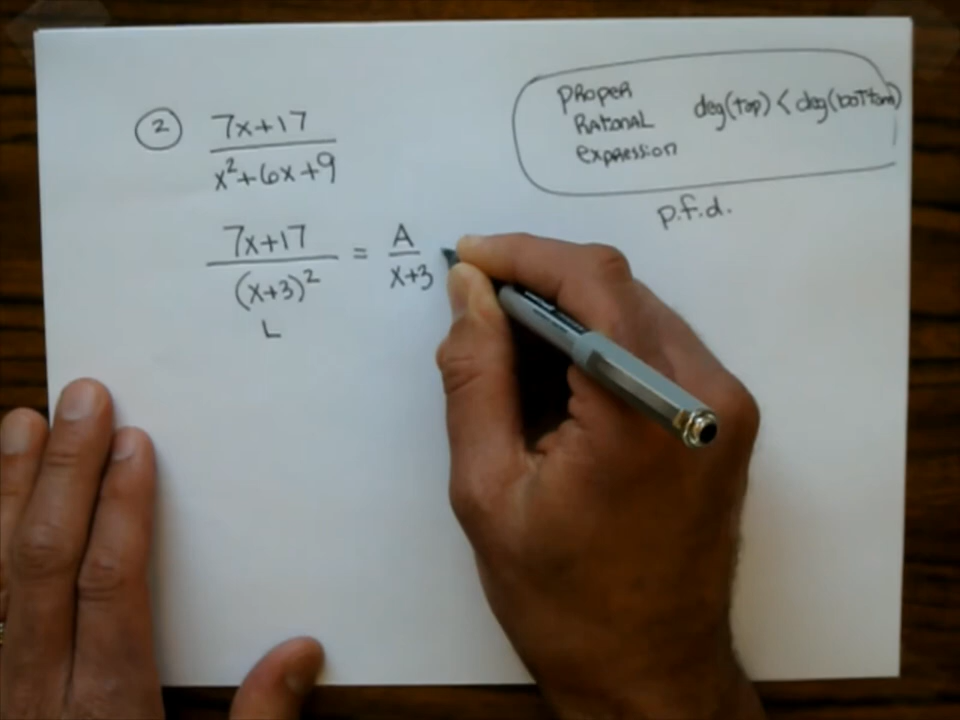 PROPER
RATIONAL
expression
deg(top) < deg(bottom)
p.f.d.
② 7x+17
x²+6x+9
7x+17 = A
(x+3)² x+3
L